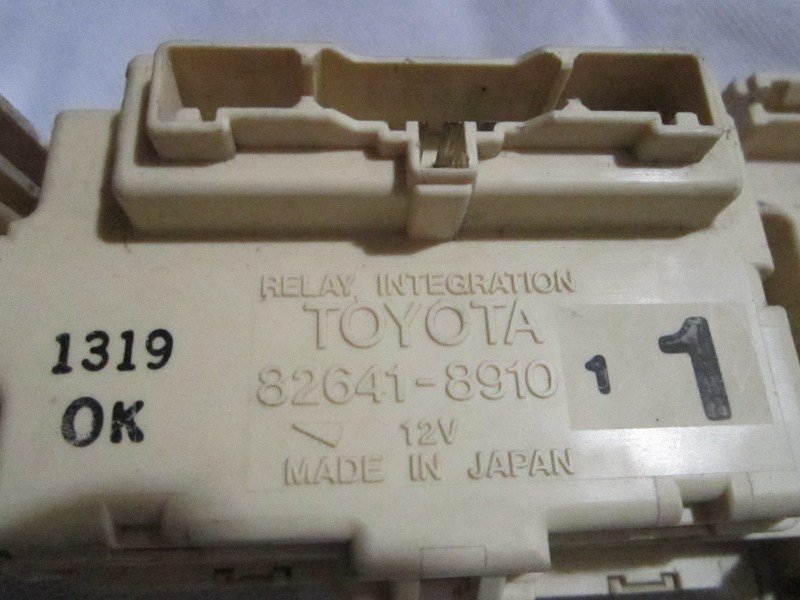 RELAY INTEGRATION
TOYOTA
82641-8910
12V
MADE IN JAPAN
1319
OK
1 1